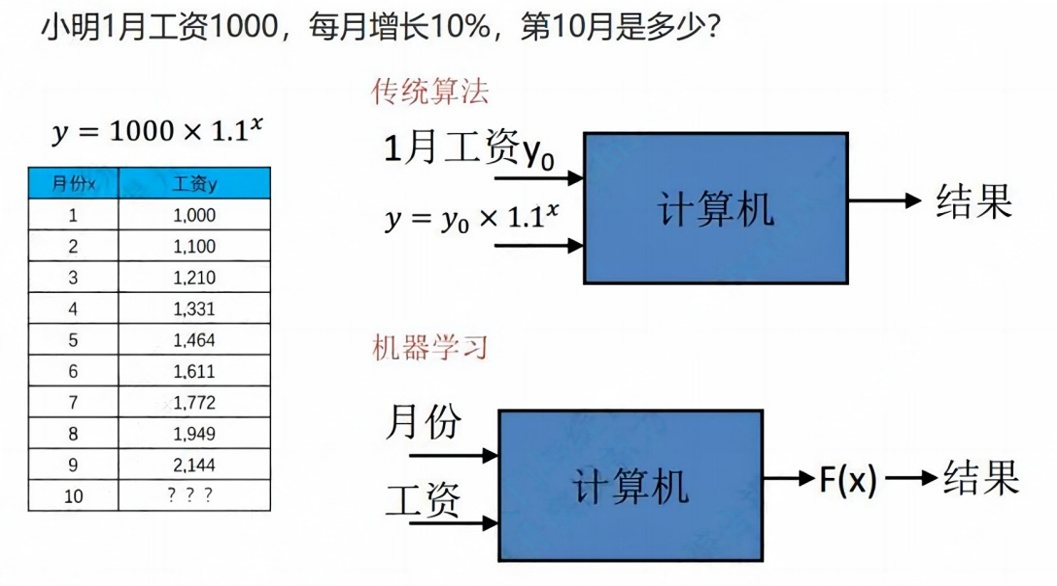 小明1月工资1000，每月增长10%，第10月是多少？
传统算法
y = 1000 × 1.1^x
1月工资y₀
y = y₀ × 1.1^x
计算机
结果
月份x 工资y
1 1,000
2 1,100
3 1,210
4 1,331
5 1,464
6 1,611
7 1,772
8 1,949
9 2,144
10 ？？？
机器学习
月份
工资
计算机
F(x)
结果